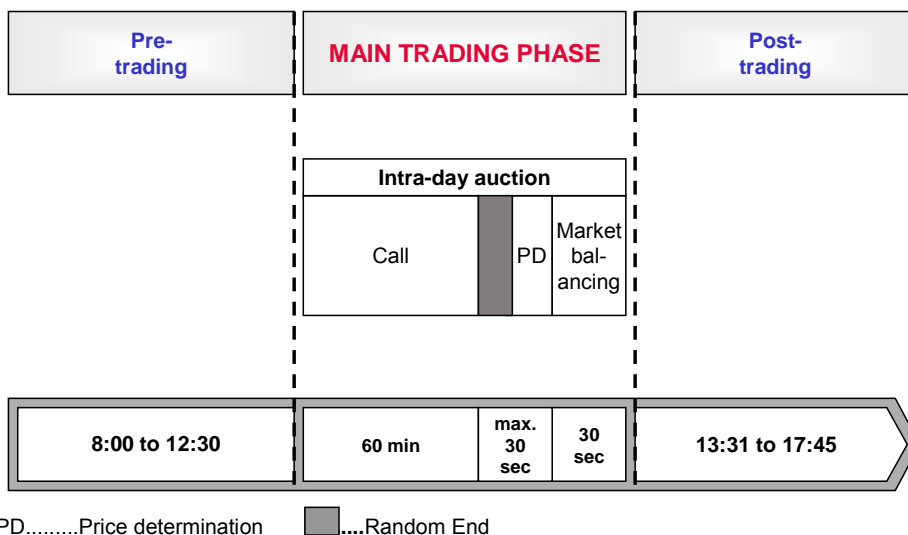 Pre-
trading
MAIN TRADING PHASE
Post-
trading
Intra-day auction
Call
PD
Market
bal-
ancing
8:00 to 12:30
60 min
max.
30
sec
30
sec
13:31 to 17:45
PD.........Price determination
....Random End